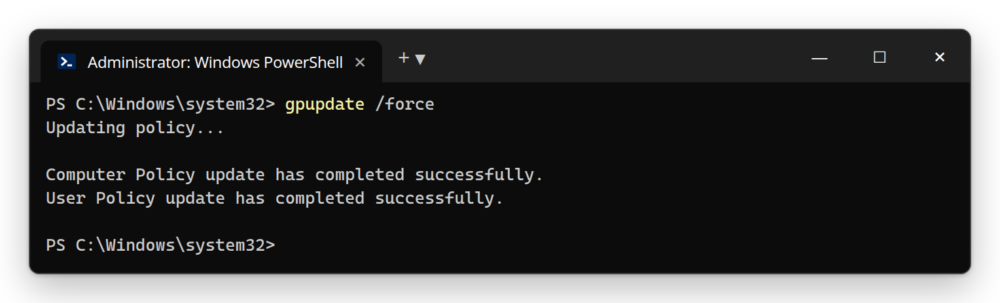 Administrator: Windows PowerShell
PS C:\Windows\system32> gpupdate /force
Updating policy...
Computer Policy update has completed successfully.
User Policy update has completed successfully.
PS C:\Windows\system32>